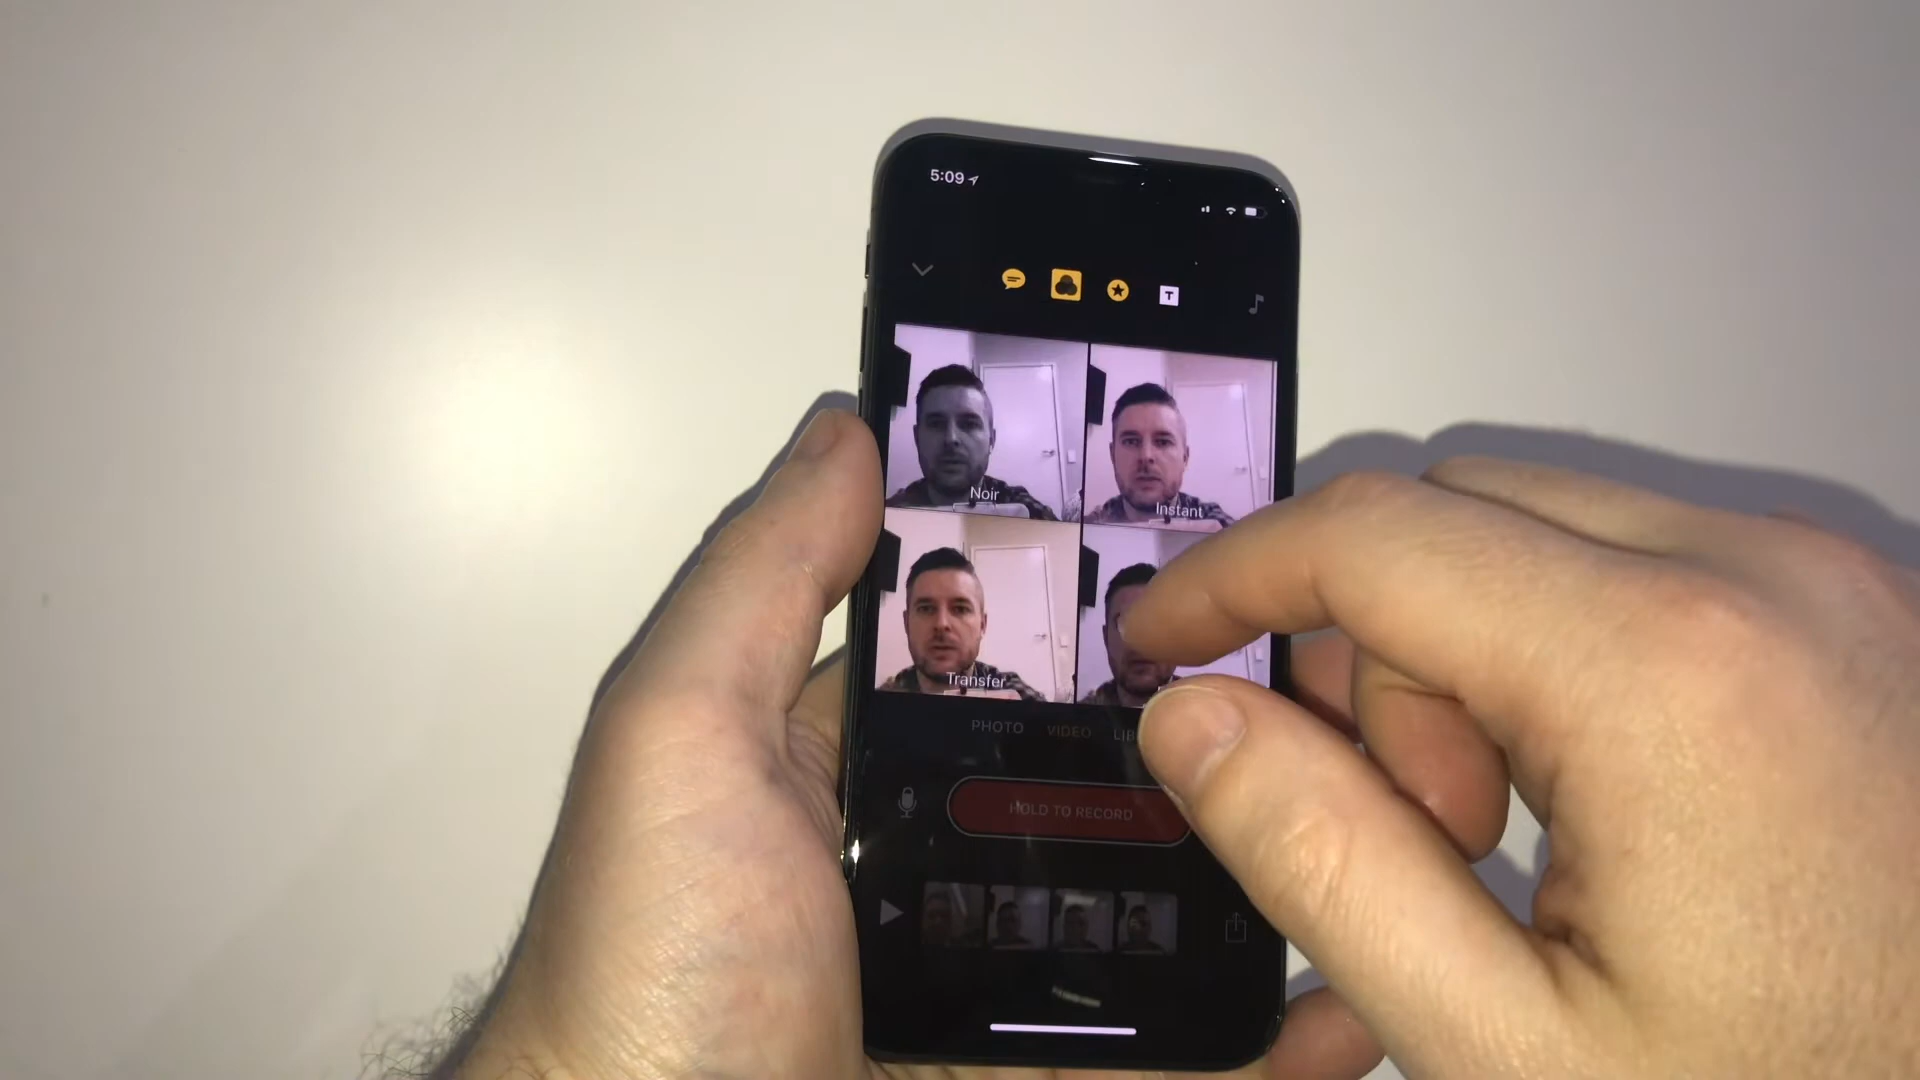 5:09
T
Noir
Instant
Transfer
PHOTO VIDEO
HOLD TO RECORD